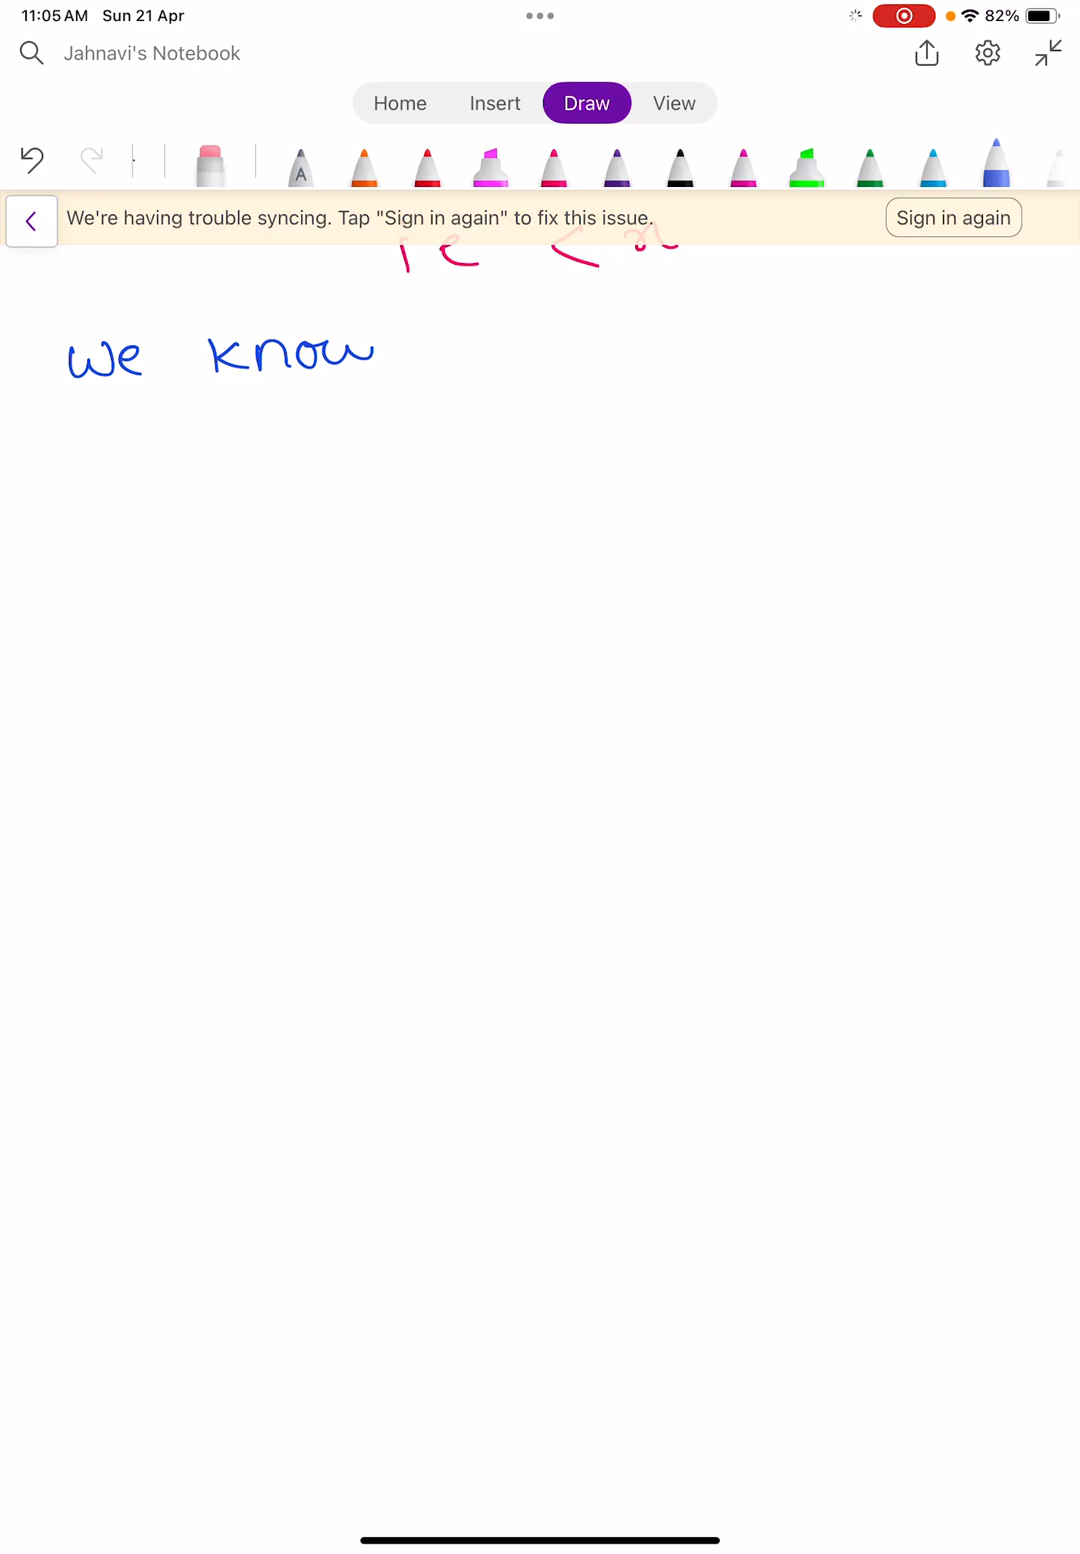 11:05 AM Sun 21 Apr 82%
Jahnavi's Notebook
Home Insert Draw View
A
We're having trouble syncing. Tap "Sign in again" to fix this issue. Sign in again
we know